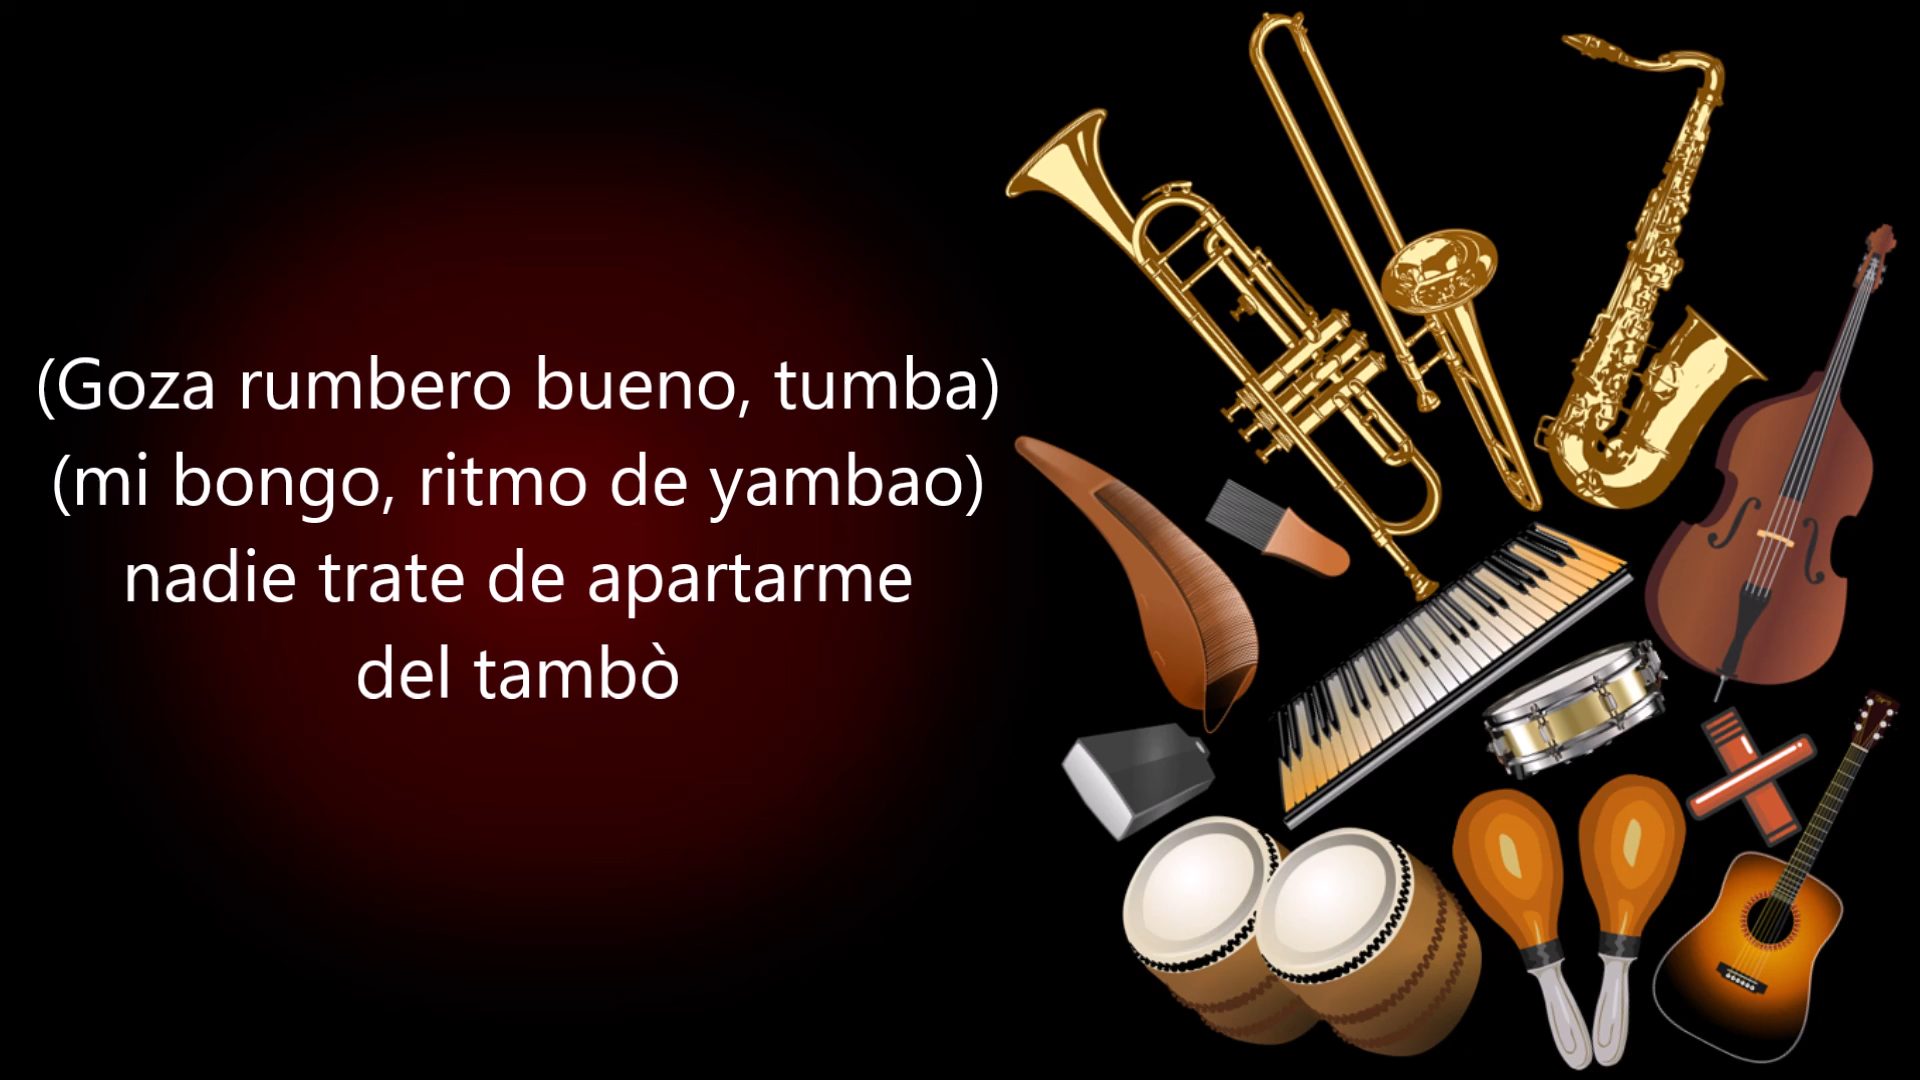 (Goza rumbero bueno, tumba)
(mi bongo, ritmo de yambao)
nadie trate de apartarme
del tambò